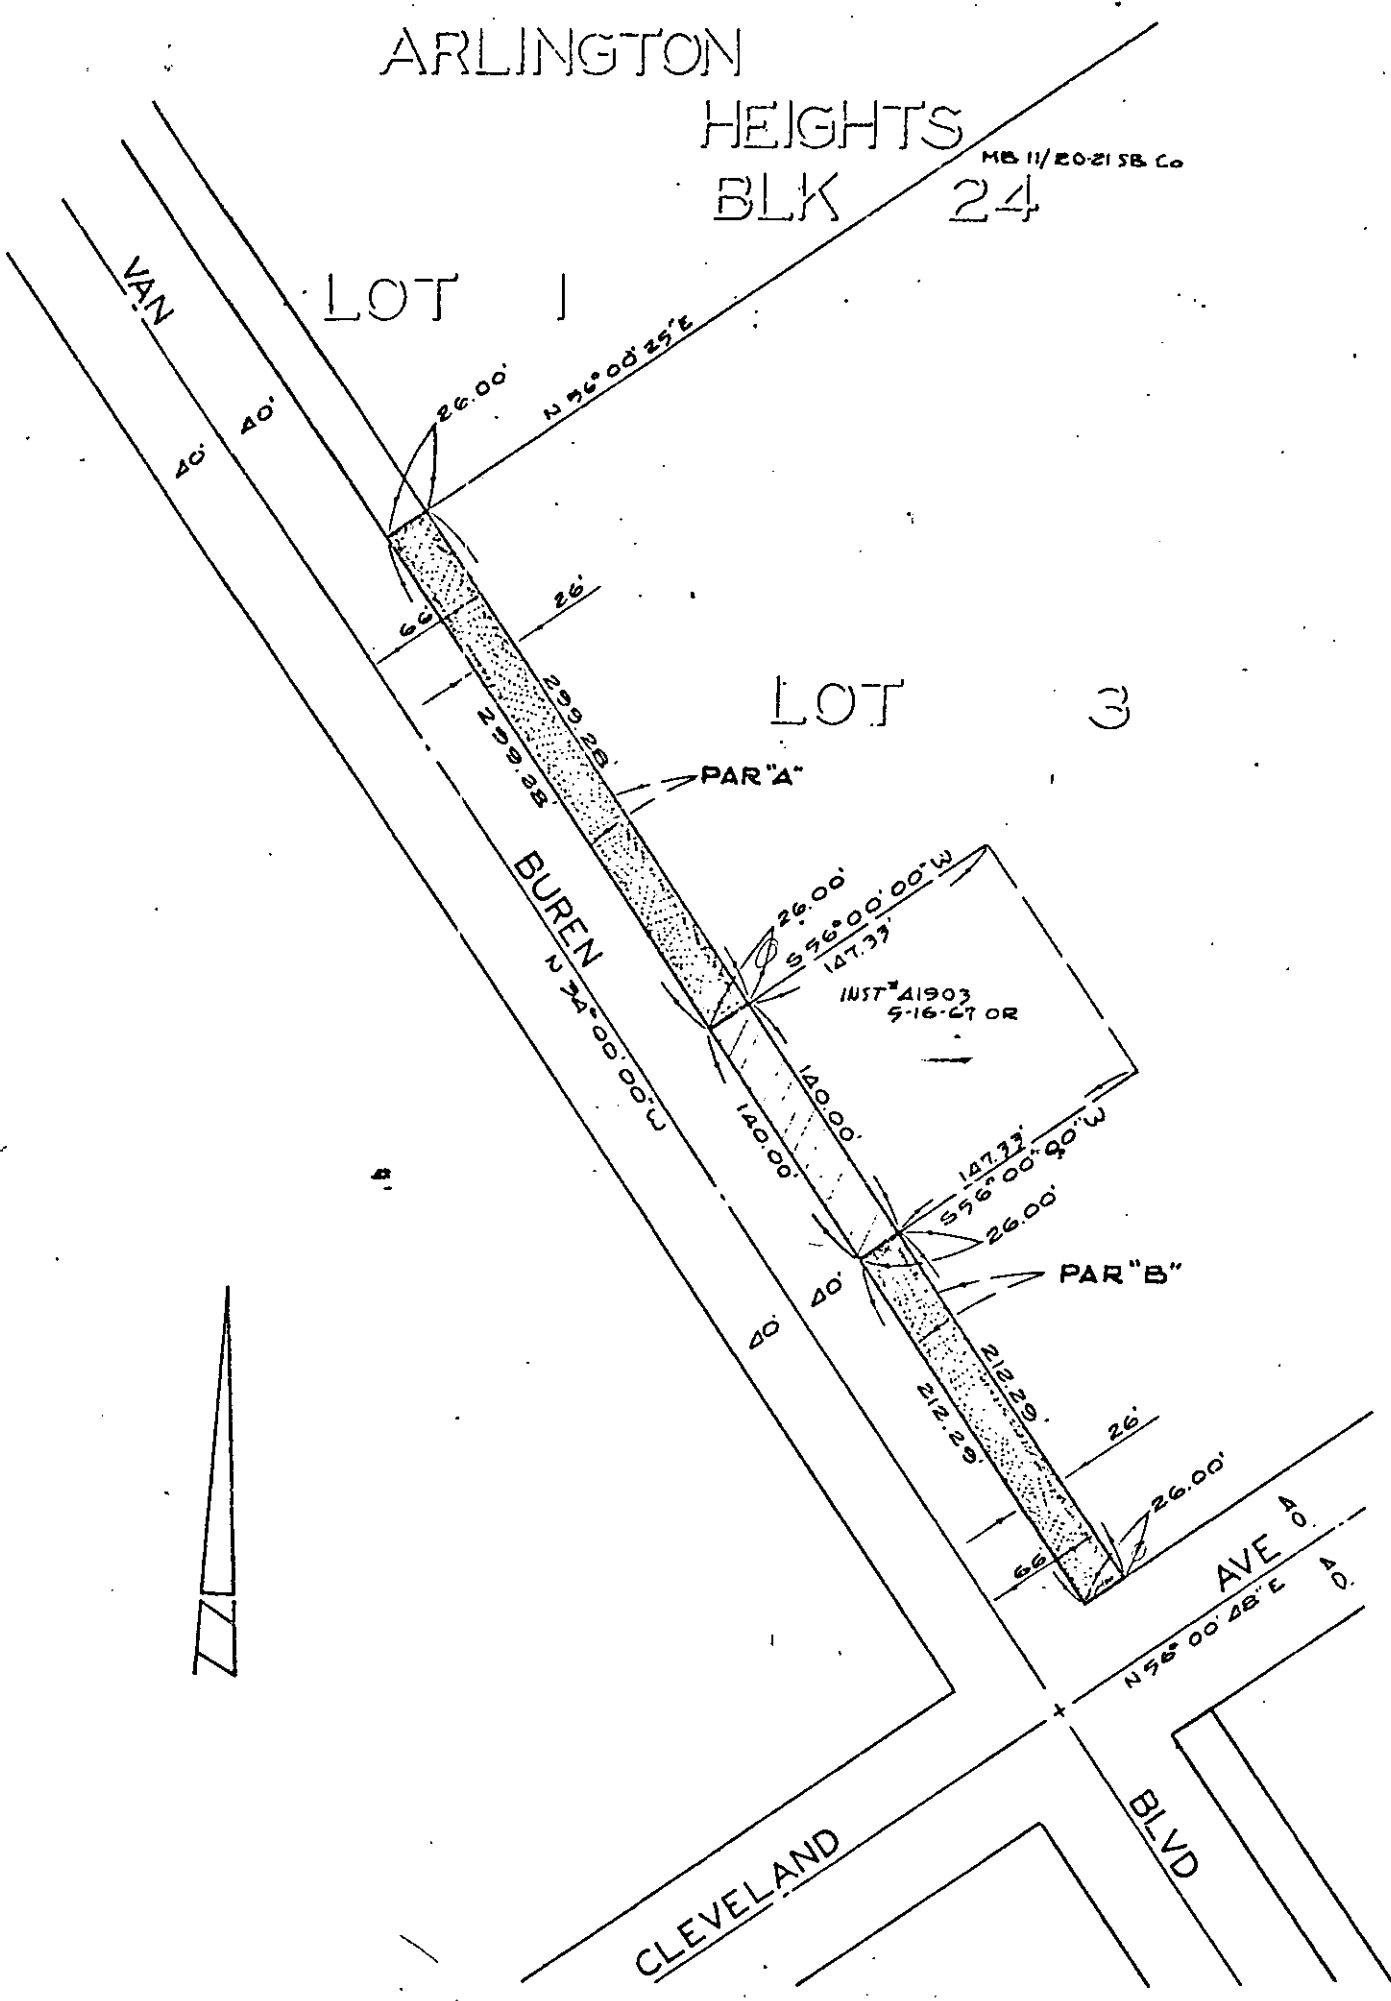 ARLINGTON
HEIGHTS
MB 11/20-21 SB Co
BLK 24
LOT 1
VAN
N 56° 00' 25" E
26.00'
40'
40'
26'
66'
LOT 3
299.28'
299.28'
PAR "A"
BUREN
N 34° 00' 00" W
26.00'
S 56° 00' 00" W
147.33'
INST # 41903
5-16-67 OR
140.00'
140.00'
147.33'
S 56° 00' 00" W
26.00'
PAR "B"
40'
40'
212.29'
212.29'
26'
26.00'
66'
AVE
40'
40'
N 56° 00' 48" E
BLVD
CLEVELAND
N